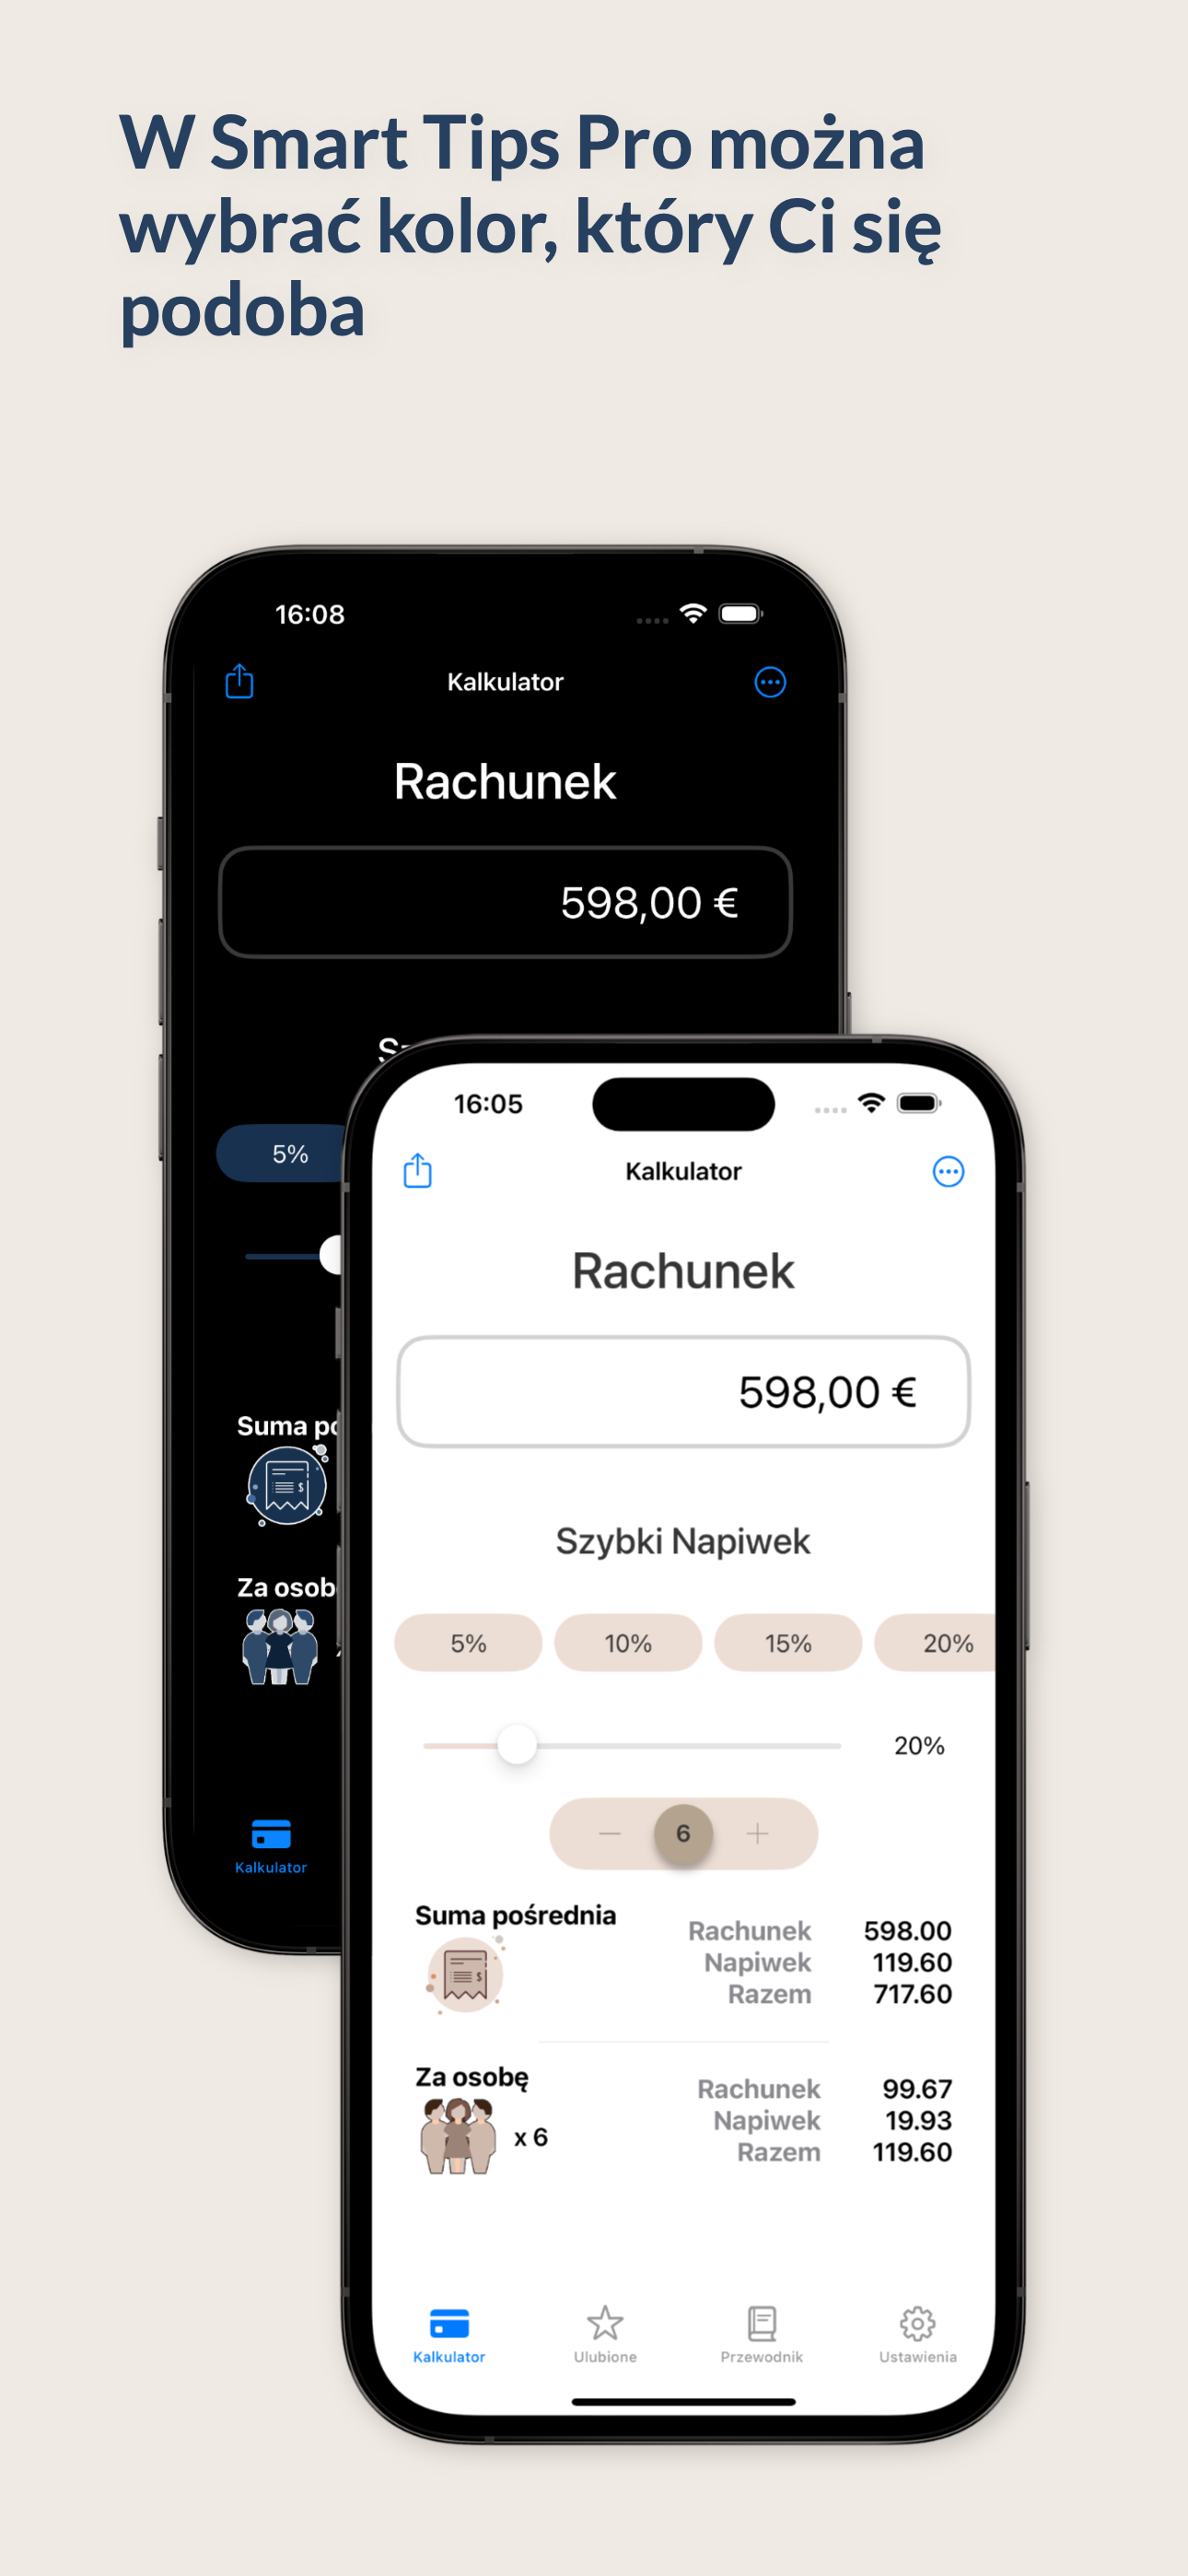 W Smart Tips Pro można
wybrać kolor, który Ci się
podoba
16:08
Kalkulator
Rachunek
598,00 €
5%
Suma
Za
Kalkulator
16:05
Kalkulator
Rachunek
598,00 €
Szybki Napiwek
5% 10% 15% 20%
20%
− 6 +
Suma pośrednia
Rachunek 598.00
Napiwek 119.60
Razem 717.60
Za osobę
x 6
Rachunek 99.67
Napiwek 19.93
Razem 119.60
Kalkulator Ulubione Przewodnik Ustawienia